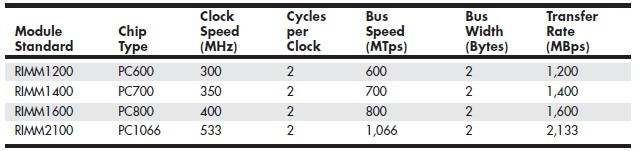 Module Standard Chip Type Clock Speed (MHz) Cycles per Clock Bus Speed (MTps) Bus Width (Bytes) Transfer Rate (MBps)
RIMM1200 PC600 300 2 600 2 1,200
RIMM1400 PC700 350 2 700 2 1,400
RIMM1600 PC800 400 2 800 2 1,600
RIMM2100 PC1066 533 2 1,066 2 2,133